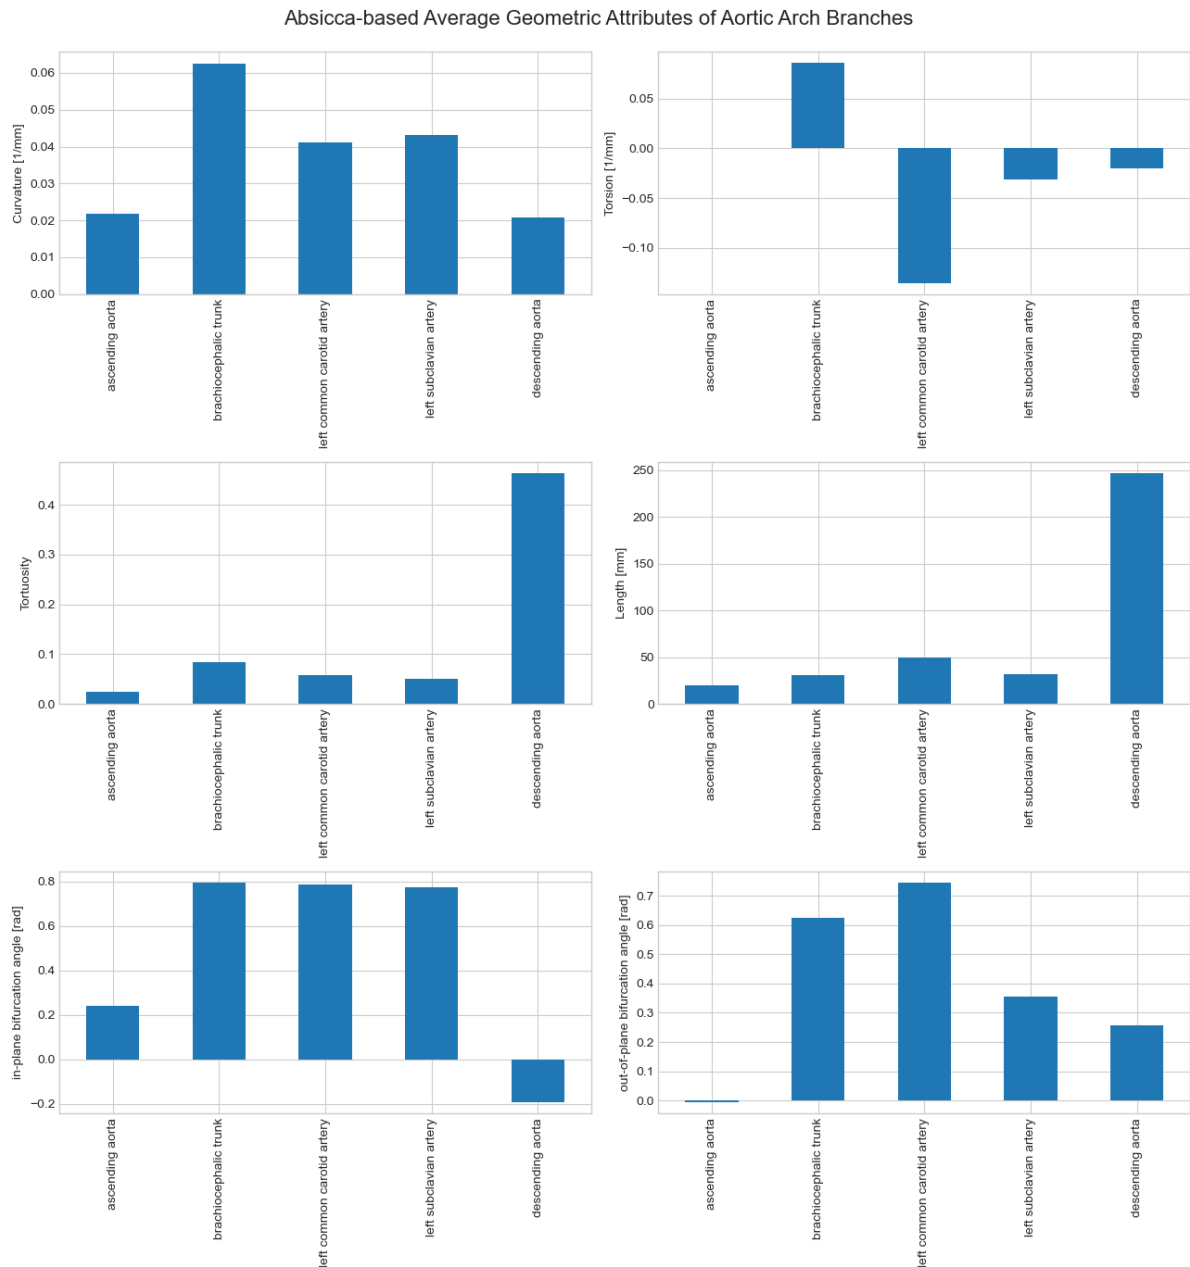 Absicca-based Average Geometric Attributes of Aortic Arch Branches
Curvature [1/mm]
0.06
0.05
0.04
0.03
0.02
0.01
0.00
ascending aorta
brachiocephalic trunk
left common carotid artery
left subclavian artery
descending aorta
Torsion [1/mm]
0.05
0.00
−0.05
−0.10
ascending aorta
brachiocephalic trunk
left common carotid artery
left subclavian artery
descending aorta
Tortuosity
0.4
0.3
0.2
0.1
0.0
ascending aorta
brachiocephalic trunk
left common carotid artery
left subclavian artery
descending aorta
Length [mm]
250
200
150
100
50
0
ascending aorta
brachiocephalic trunk
left common carotid artery
left subclavian artery
descending aorta
in-plane bifurcation angle [rad]
0.8
0.6
0.4
0.2
0.0
−0.2
ascending aorta
brachiocephalic trunk
left common carotid artery
left subclavian artery
descending aorta
out-of-plane bifurcation angle [rad]
0.7
0.6
0.5
0.4
0.3
0.2
0.1
0.0
ascending aorta
brachiocephalic trunk
left common carotid artery
left subclavian artery
descending aorta